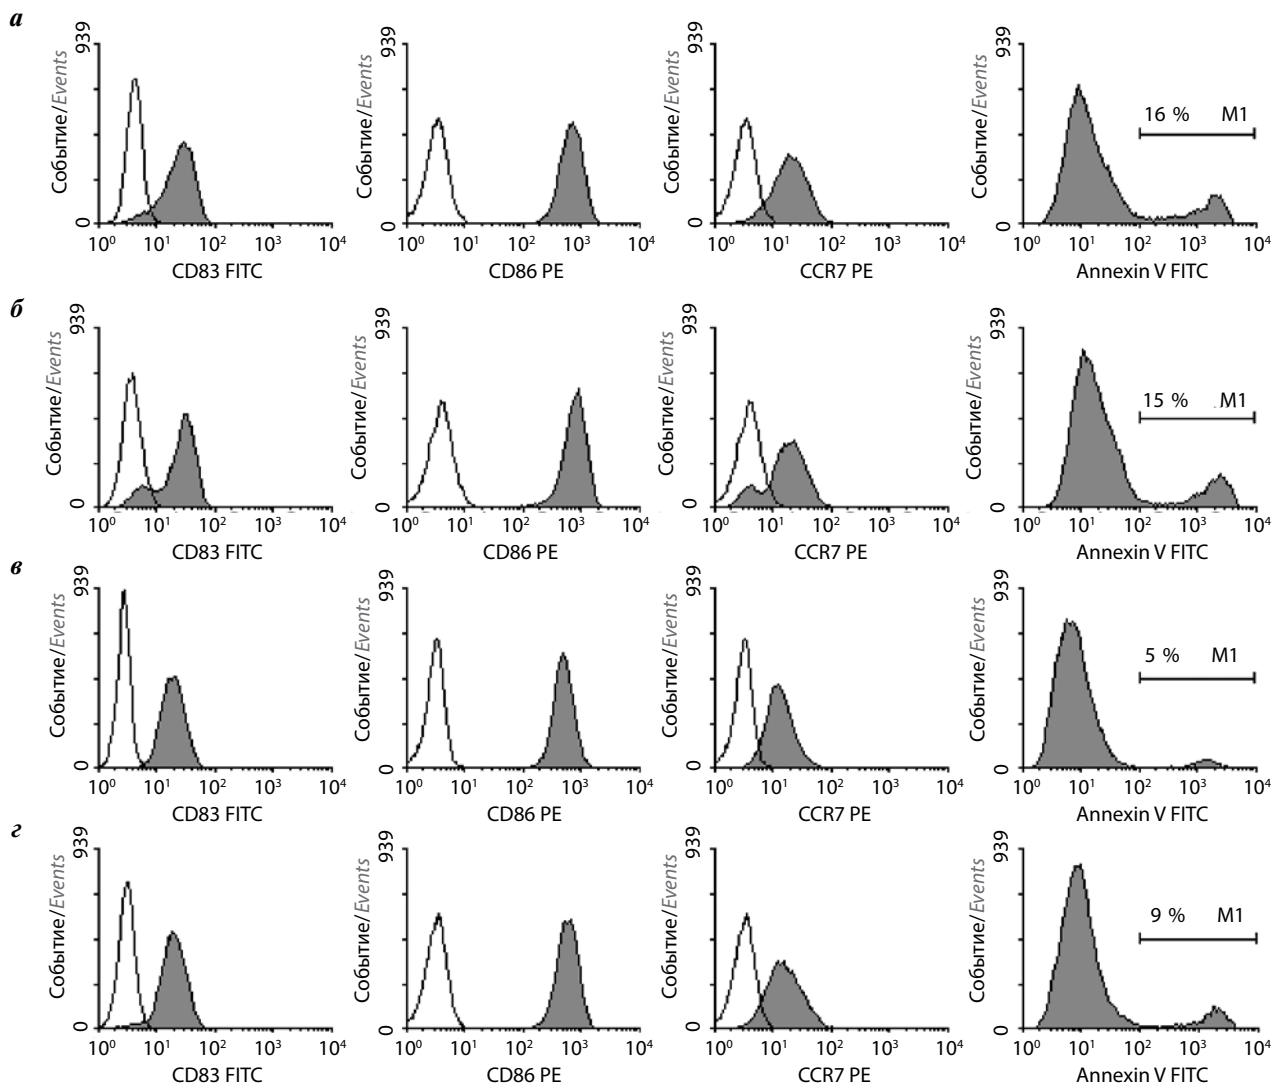 а
Событие/Events 939 0
10⁰ 10¹ 10² 10³ 10⁴
CD83 FITC
Событие/Events 939 0
10⁰ 10¹ 10² 10³ 10⁴
CD86 PE
Событие/Events 939 0
10⁰ 10¹ 10² 10³ 10⁴
CCR7 PE
Событие/Events 939 0
16 % M1
10⁰ 10¹ 10² 10³ 10⁴
Annexin V FITC
б
Событие/Events 939 0
10⁰ 10¹ 10² 10³ 10⁴
CD83 FITC
Событие/Events 939 0
10⁰ 10¹ 10² 10³ 10⁴
CD86 PE
Событие/Events 939 0
10⁰ 10¹ 10² 10³ 10⁴
CCR7 PE
Событие/Events 939 0
15 % M1
10⁰ 10¹ 10² 10³ 10⁴
Annexin V FITC
в
Событие/Events 939 0
10⁰ 10¹ 10² 10³ 10⁴
CD83 FITC
Событие/Events 939 0
10⁰ 10¹ 10² 10³ 10⁴
CD86 PE
Событие/Events 939 0
10⁰ 10¹ 10² 10³ 10⁴
CCR7 PE
Событие/Events 939 0
5 % M1
10⁰ 10¹ 10² 10³ 10⁴
Annexin V FITC
г
Событие/Events 939 0
10⁰ 10¹ 10² 10³ 10⁴
CD83 FITC
Событие/Events 939 0
10⁰ 10¹ 10² 10³ 10⁴
CD86 PE
Событие/Events 939 0
10⁰ 10¹ 10² 10³ 10⁴
CCR7 PE
Событие/Events 939 0
9 % M1
10⁰ 10¹ 10² 10³ 10⁴
Annexin V FITC